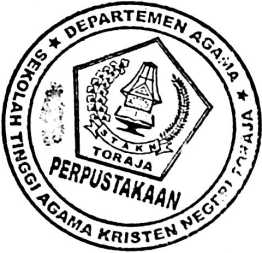 ★ DEPARTEMEN AGAMA ★
SEKOLAH TINGGI AGAMA KRISTEN NEGERI TORAJA
STAKN
TORAJA
PERPUSTAKAAN